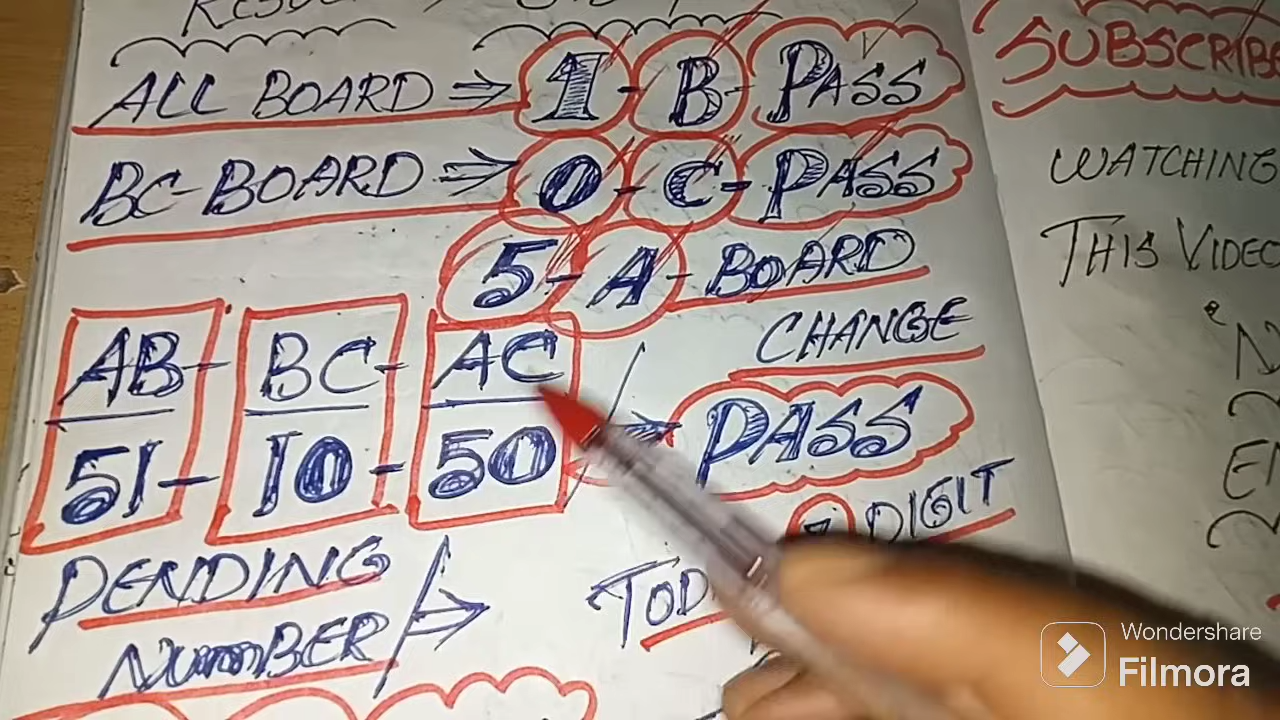 ALL BOARD ⇒ 1 - B - PASS
BC-BOARD ⇒ 0 - C - PASS
5 - A - BOARD
CHANGE
AB - BC - AC
51 - 10 - 50
PASS
DIGIT
PENDING
NUMBER
SUBSCRIBE
WATCHING
THIS VIDEO
Wondershare
Filmora